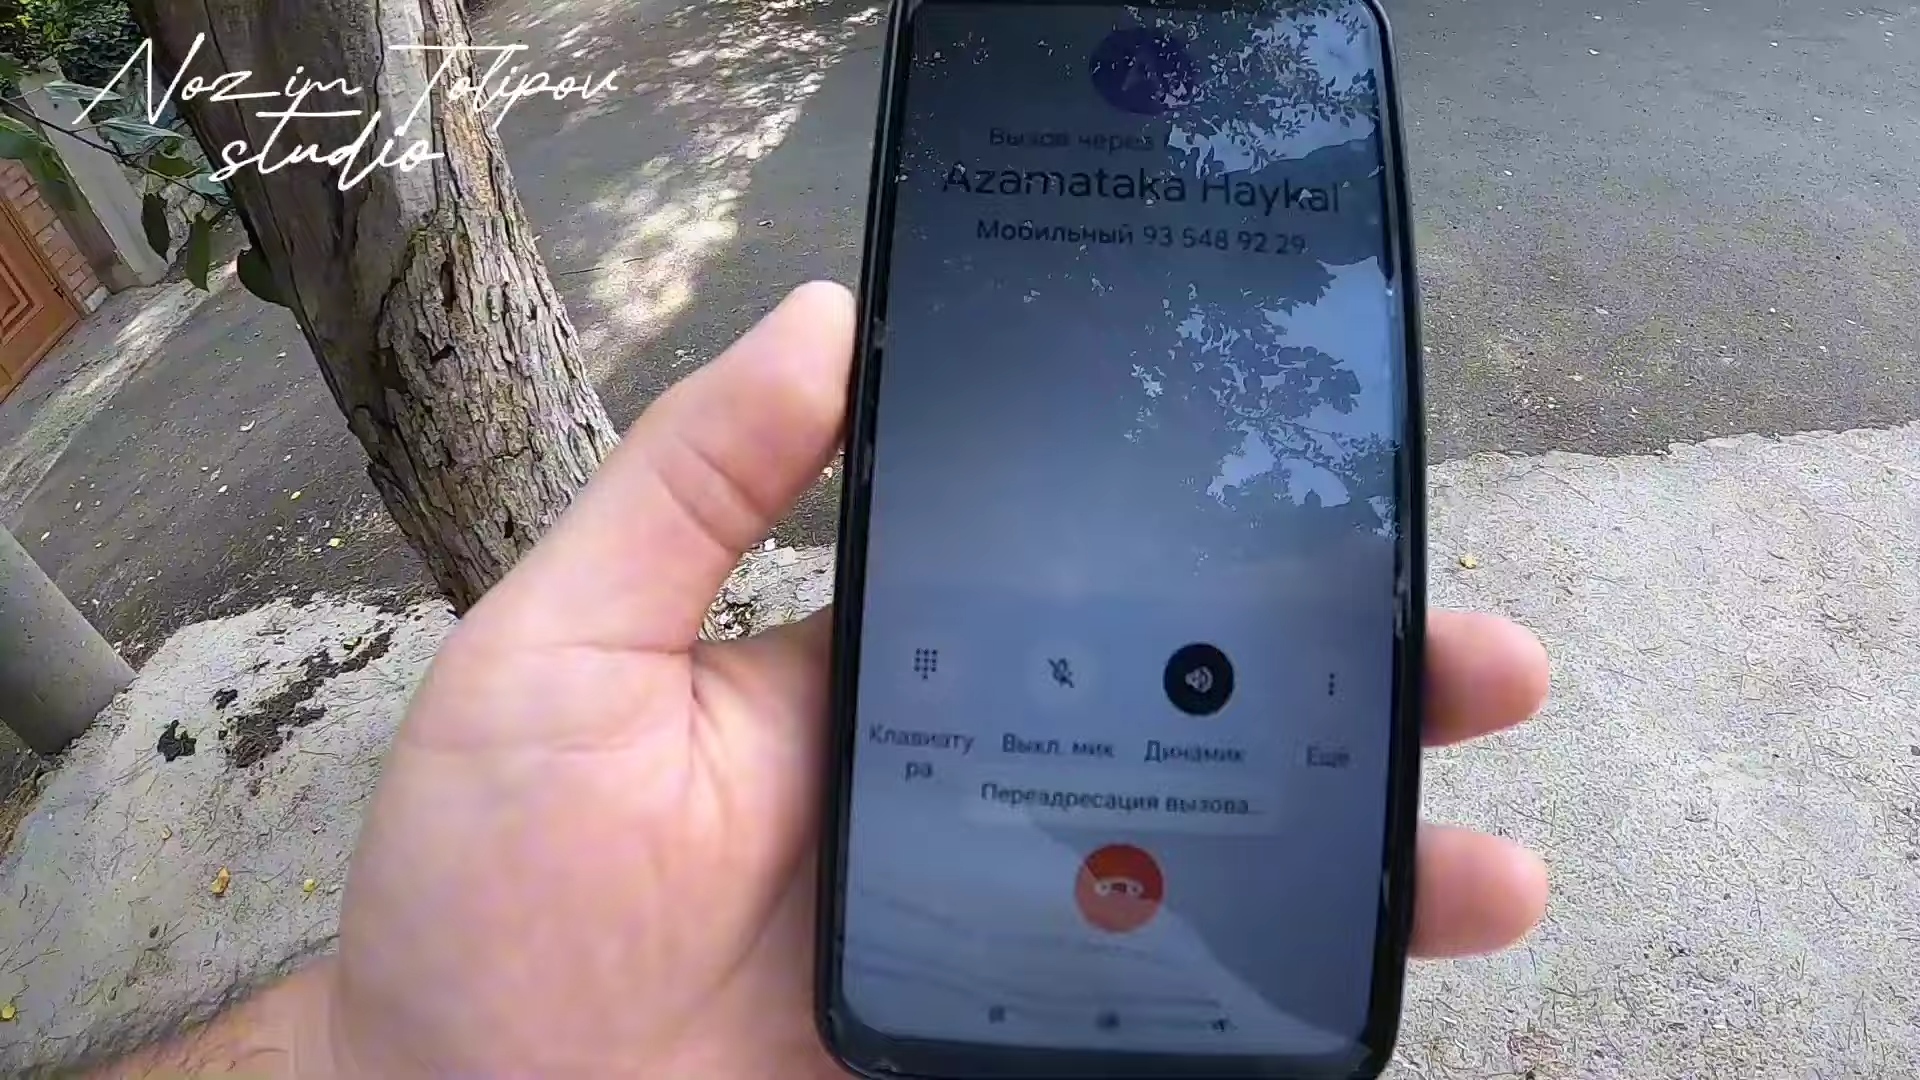 Nozim Tolipov
studio
Вызов через
Azamataka Haykal
Мобильный 93 548 92 29
Клавиату
ра
Выкл. мик
Динамик
Ещё
Переадресация вызова...